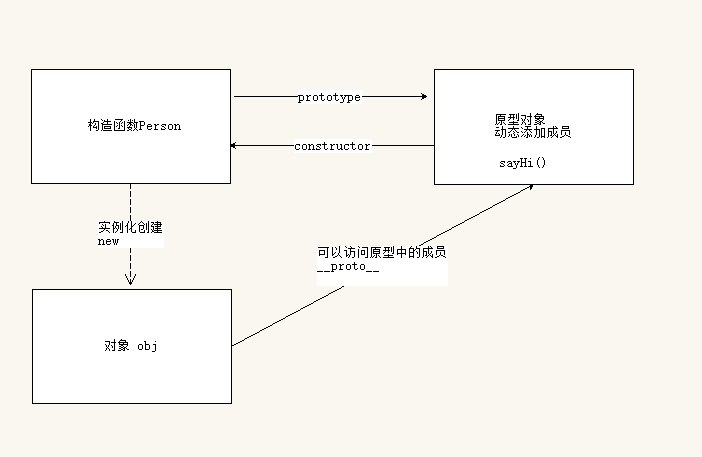 prototype
构造函数Person
原型对象
动态添加成员
constructor
sayHi()
实例化创建
new
可以访问原型中的成员
__proto__
对象 obj